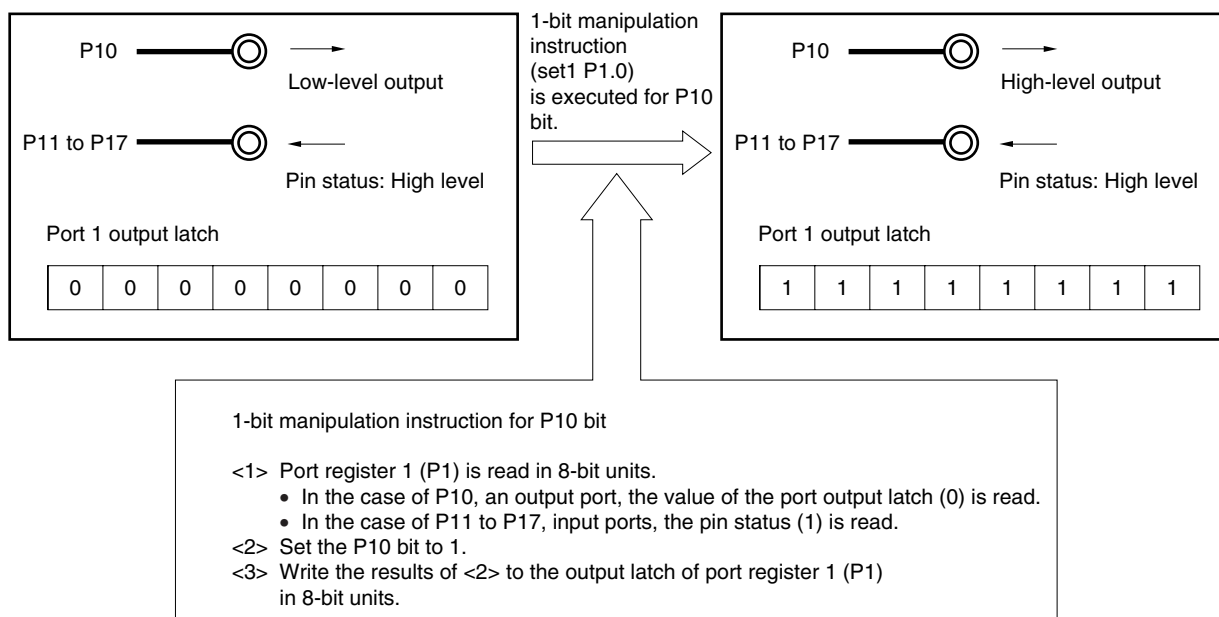 P10
Low-level output
P11 to P17
Pin status: High level
Port 1 output latch
0 0 0 0 0 0 0 0
1-bit manipulation
instruction
(set1 P1.0)
is executed for P10
bit.
P10
High-level output
P11 to P17
Pin status: High level
Port 1 output latch
1 1 1 1 1 1 1 1
1-bit manipulation instruction for P10 bit
<1> Port register 1 (P1) is read in 8-bit units.
• In the case of P10, an output port, the value of the port output latch (0) is read.
• In the case of P11 to P17, input ports, the pin status (1) is read.
<2> Set the P10 bit to 1.
<3> Write the results of <2> to the output latch of port register 1 (P1)
in 8-bit units.